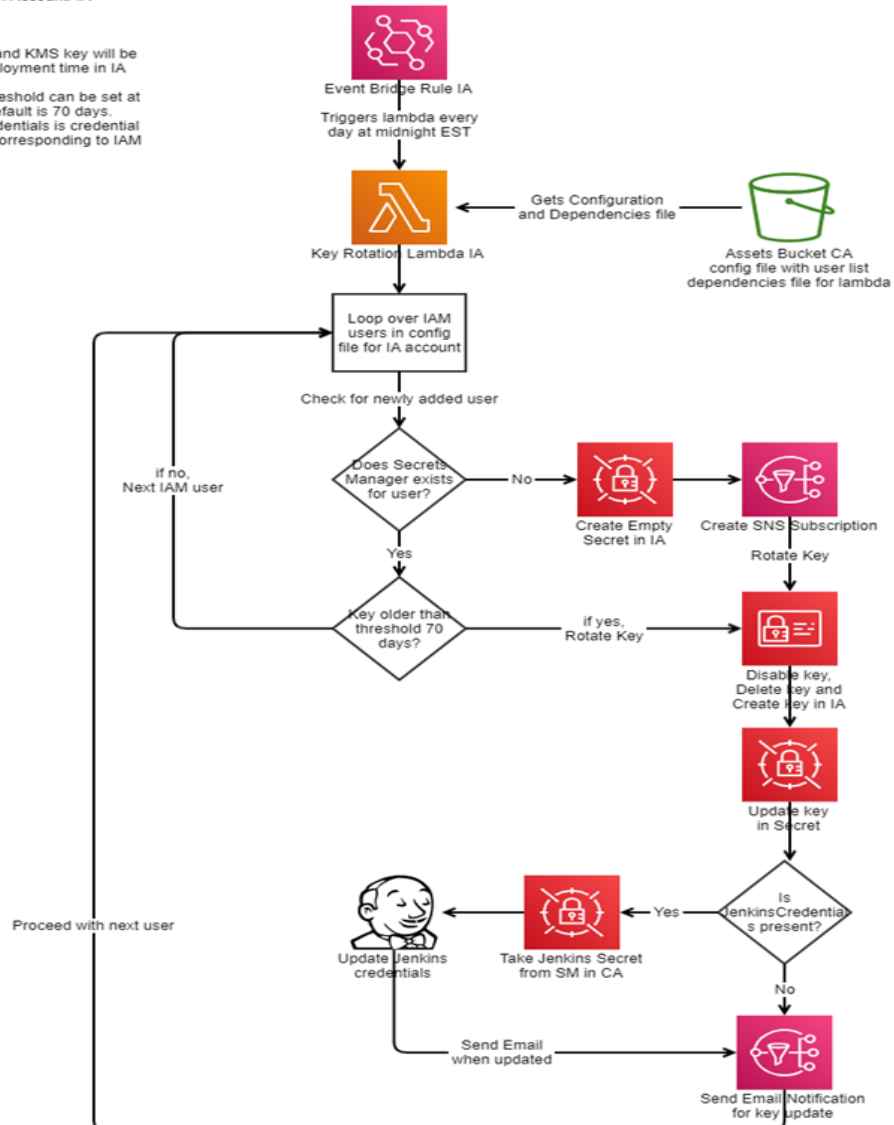 and KMS key will be
loyment time in IA
eshold can be set at
efault is 70 days.
dentials is credential
orresponding to IAM
Event Bridge Rule IA
Triggers lambda every
day at midnight EST
Gets Configuration
and Dependencies file
Key Rotation Lambda IA
Assets Bucket CA
config file with user list
dependencies file for lambda
Loop over IAM
users in config
file for IA account
Check for newly added user
if no,
Next IAM user
Does Secrets
Manager exists
for user?
No
Create Empty
Secret in IA
Create SNS Subscription
Rotate Key
Yes
Key older than
threshold 70
days?
if yes,
Rotate Key
Disable key,
Delete key and
Create key in IA
Update key
in Secret
Is
JenkinsCredential
s present?
Yes
Take Jenkins Secret
from SM in CA
Update Jenkins
credentials
Proceed with next user
No
Send Email
when updated
Send Email Notification
for key update